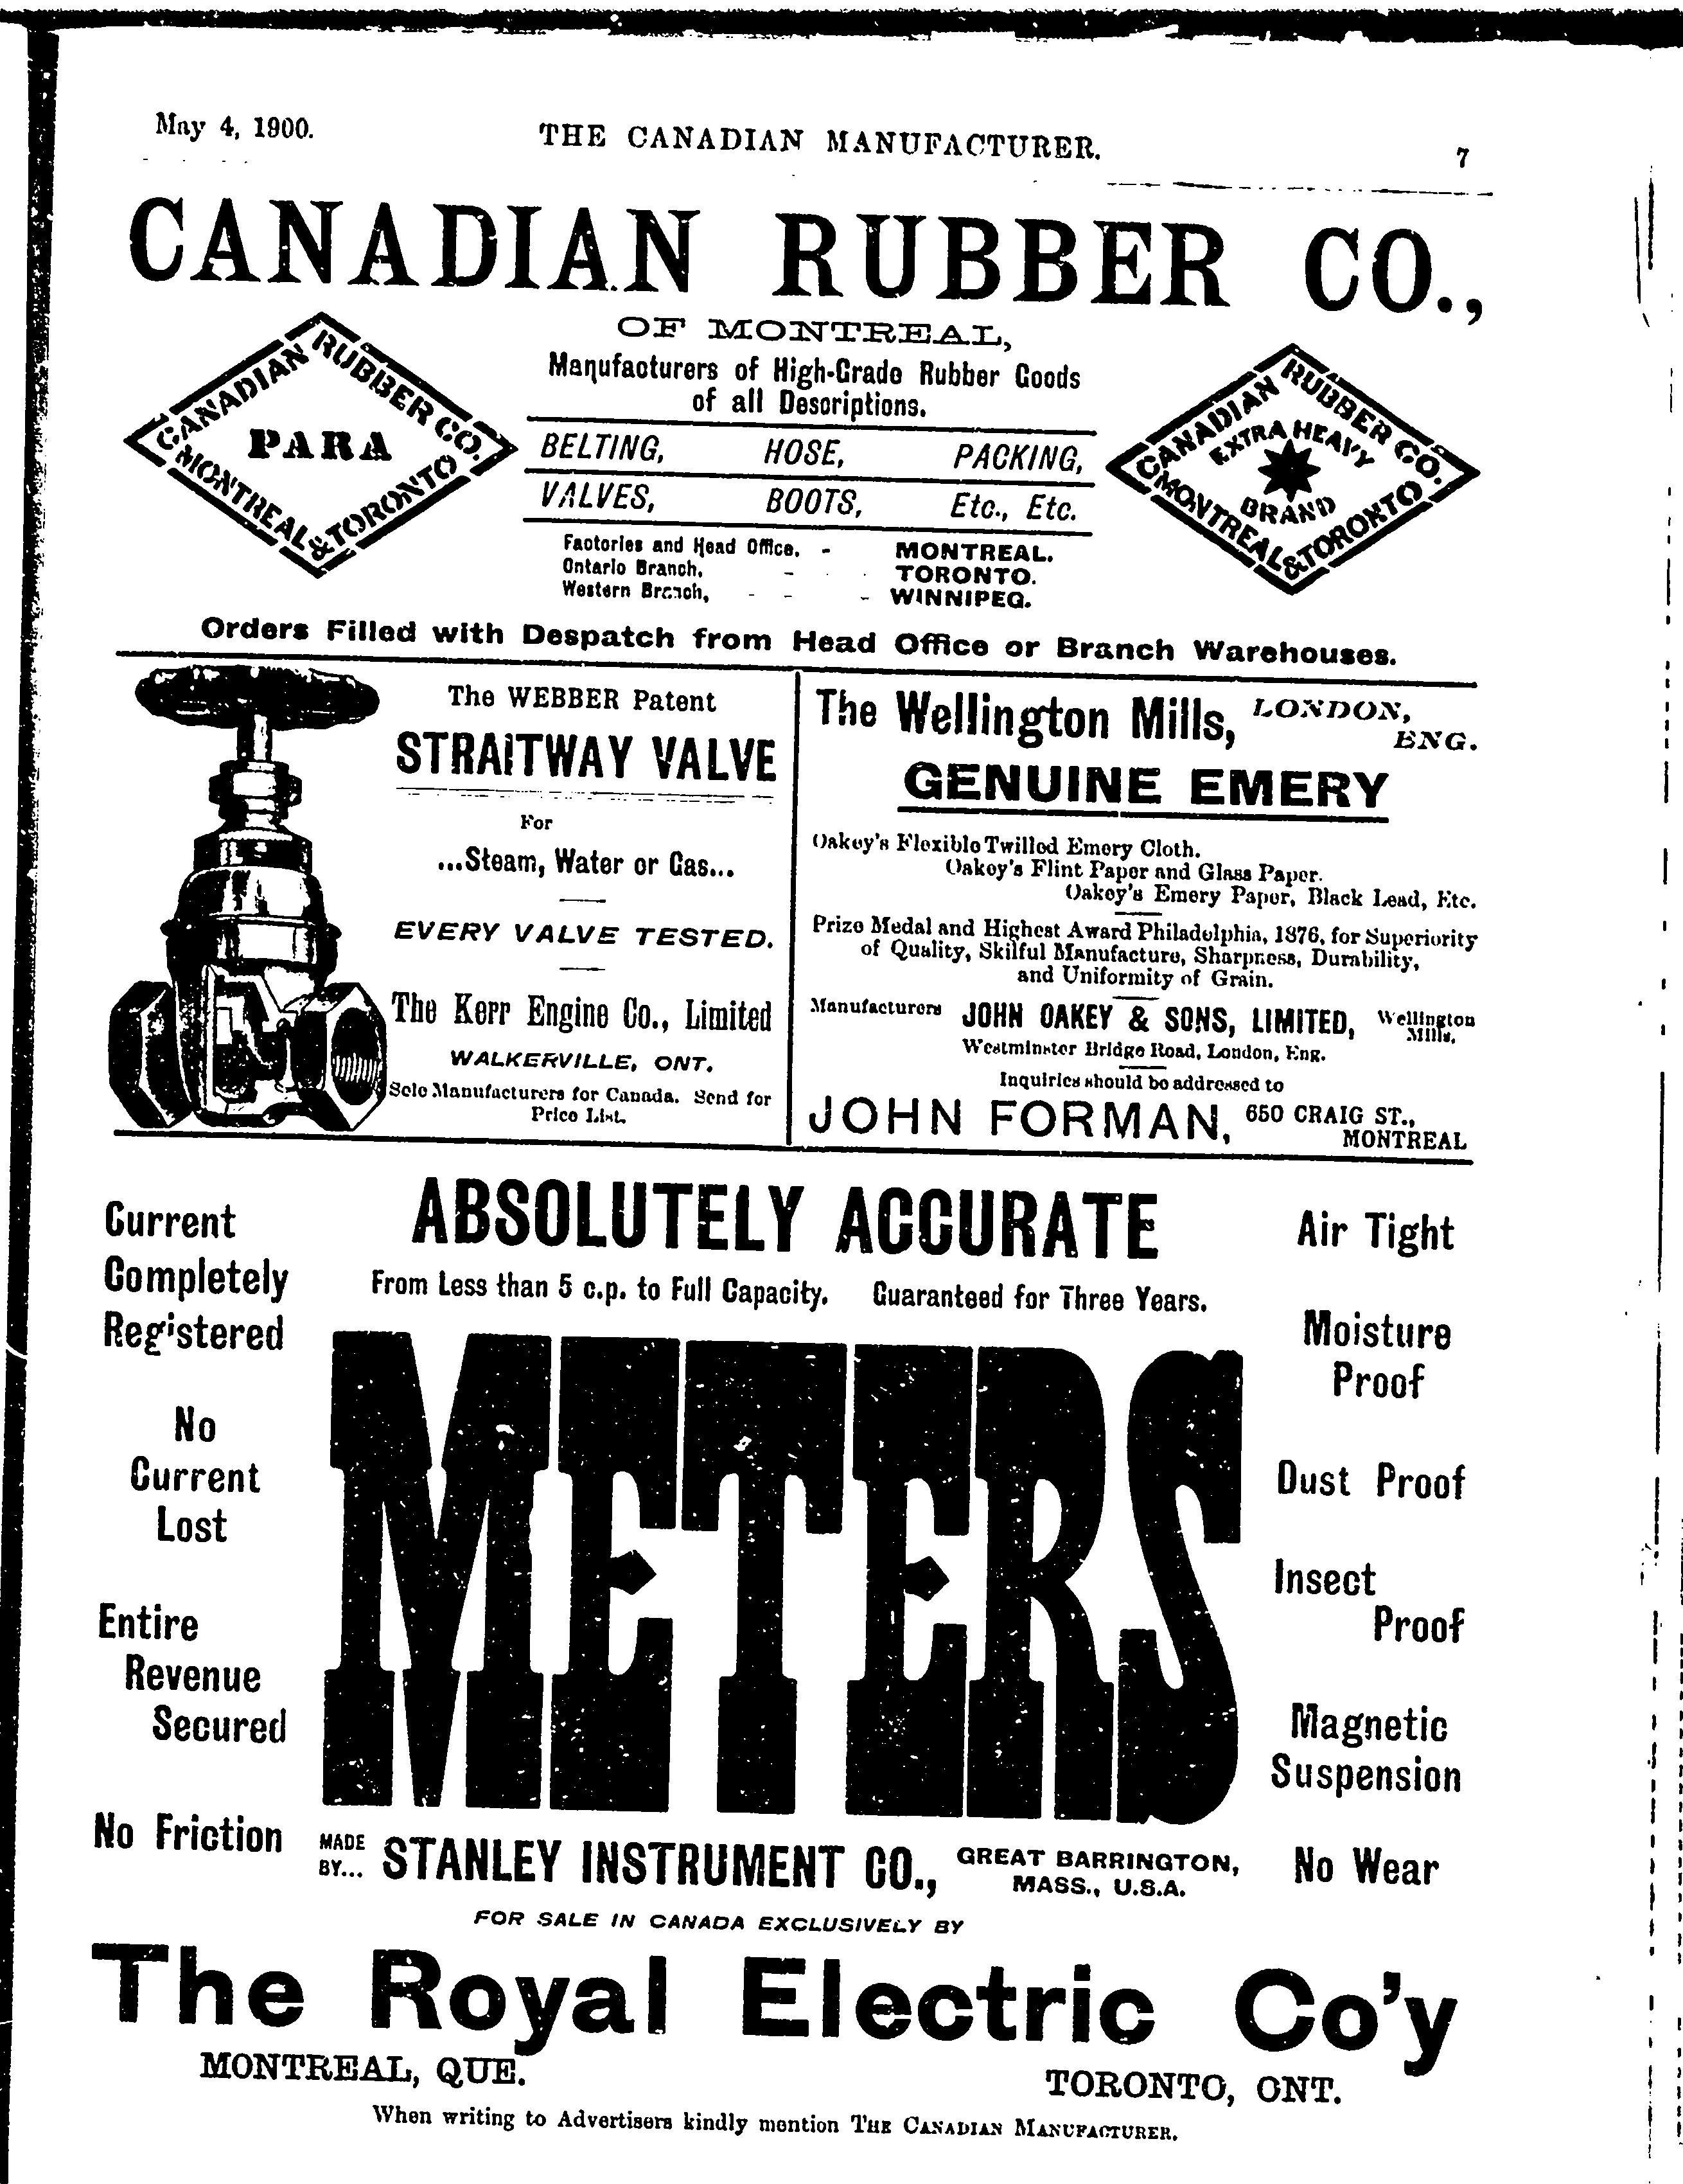 May 4, 1900.
THE CANADIAN MANUFACTURER.
7
CANADIAN RUBBER CO.,
OF MONTREAL,
Manufacturers of High-Grade Rubber Goods
of all Descriptions.
CANADIAN RUBBER CO.
PARA
MONTREAL & TORONTO
BELTING, HOSE, PACKING,
VALVES, BOOTS, Etc., Etc.
CANADIAN RUBBER CO.
EXTRA HEAVY
BRAND
MONTREAL & TORONTO
Factories and Head Office, - MONTREAL.
Ontario Branch, - - - TORONTO.
Western Branch, - - - WINNIPEG.
Orders Filled with Despatch from Head Office or Branch Warehouses.
The WEBBER Patent
STRAITWAY VALVE
For
...Steam, Water or Gas...
EVERY VALVE TESTED.
The Kerr Engine Co., Limited
WALKERVILLE, ONT.
Sole Manufacturers for Canada. Send for
Price List.
The Wellington Mills, LONDON,
ENG.
GENUINE EMERY
Oakey's Flexible Twilled Emery Cloth.
Oakey's Flint Paper and Glass Paper.
Oakey's Emery Paper, Black Lead, Etc.
Prize Medal and Highest Award Philadelphia, 1876, for Superiority
of Quality, Skilful Manufacture, Sharpness, Durability,
and Uniformity of Grain.
Manufacturers JOHN OAKEY & SONS, LIMITED, Wellington
Mills,
Westminster Bridge Road, London, Eng.
Inquiries should be addressed to
JOHN FORMAN, 650 CRAIG ST.,
MONTREAL
ABSOLUTELY ACCURATE
From Less than 5 c.p. to Full Capacity. Guaranteed for Three Years.
METERS
Current
Completely
Registered
No
Current
Lost
Entire
Revenue
Secured
No Friction
Air Tight
Moisture
Proof
Dust Proof
Insect
Proof
Magnetic
Suspension
No Wear
MADE
BY... STANLEY INSTRUMENT CO., GREAT BARRINGTON,
MASS., U.S.A.
FOR SALE IN CANADA EXCLUSIVELY BY
The Royal Electric Co'y
MONTREAL, QUE. TORONTO, ONT.
When writing to Advertisers kindly mention THE CANADIAN MANUFACTURER.